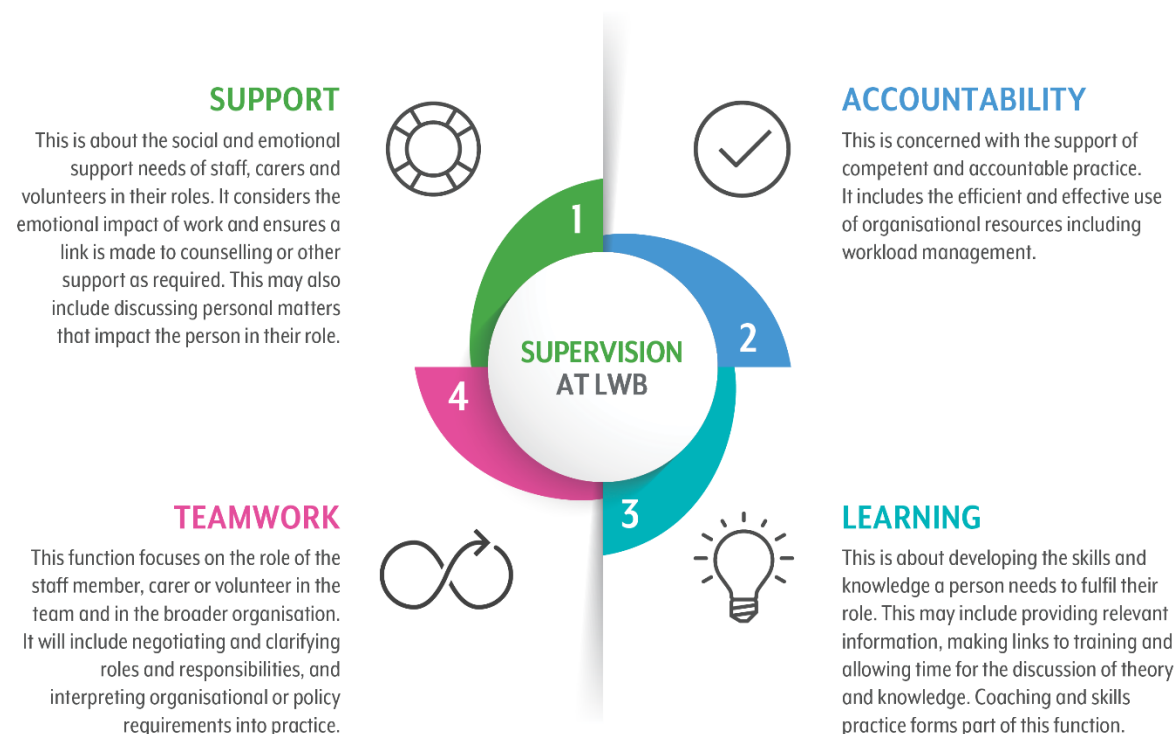 SUPPORT
This is about the social and emotional
support needs of staff, carers and
volunteers in their roles. It considers the
emotional impact of work and ensures a
link is made to counselling or other
support as required. This may also
include discussing personal matters
that impact the person in their role.
1
ACCOUNTABILITY
This is concerned with the support of
competent and accountable practice.
It includes the efficient and effective use
of organisational resources including
workload management.
2
SUPERVISION
AT LWB
4
TEAMWORK
This function focuses on the role of the
staff member, carer or volunteer in the
team and in the broader organisation.
It will include negotiating and clarifying
roles and responsibilities, and
interpreting organisational or policy
requirements into practice.
3
LEARNING
This is about developing the skills and
knowledge a person needs to fulfil their
role. This may include providing relevant
information, making links to training and
allowing time for the discussion of theory
and knowledge. Coaching and skills
practice forms part of this function.